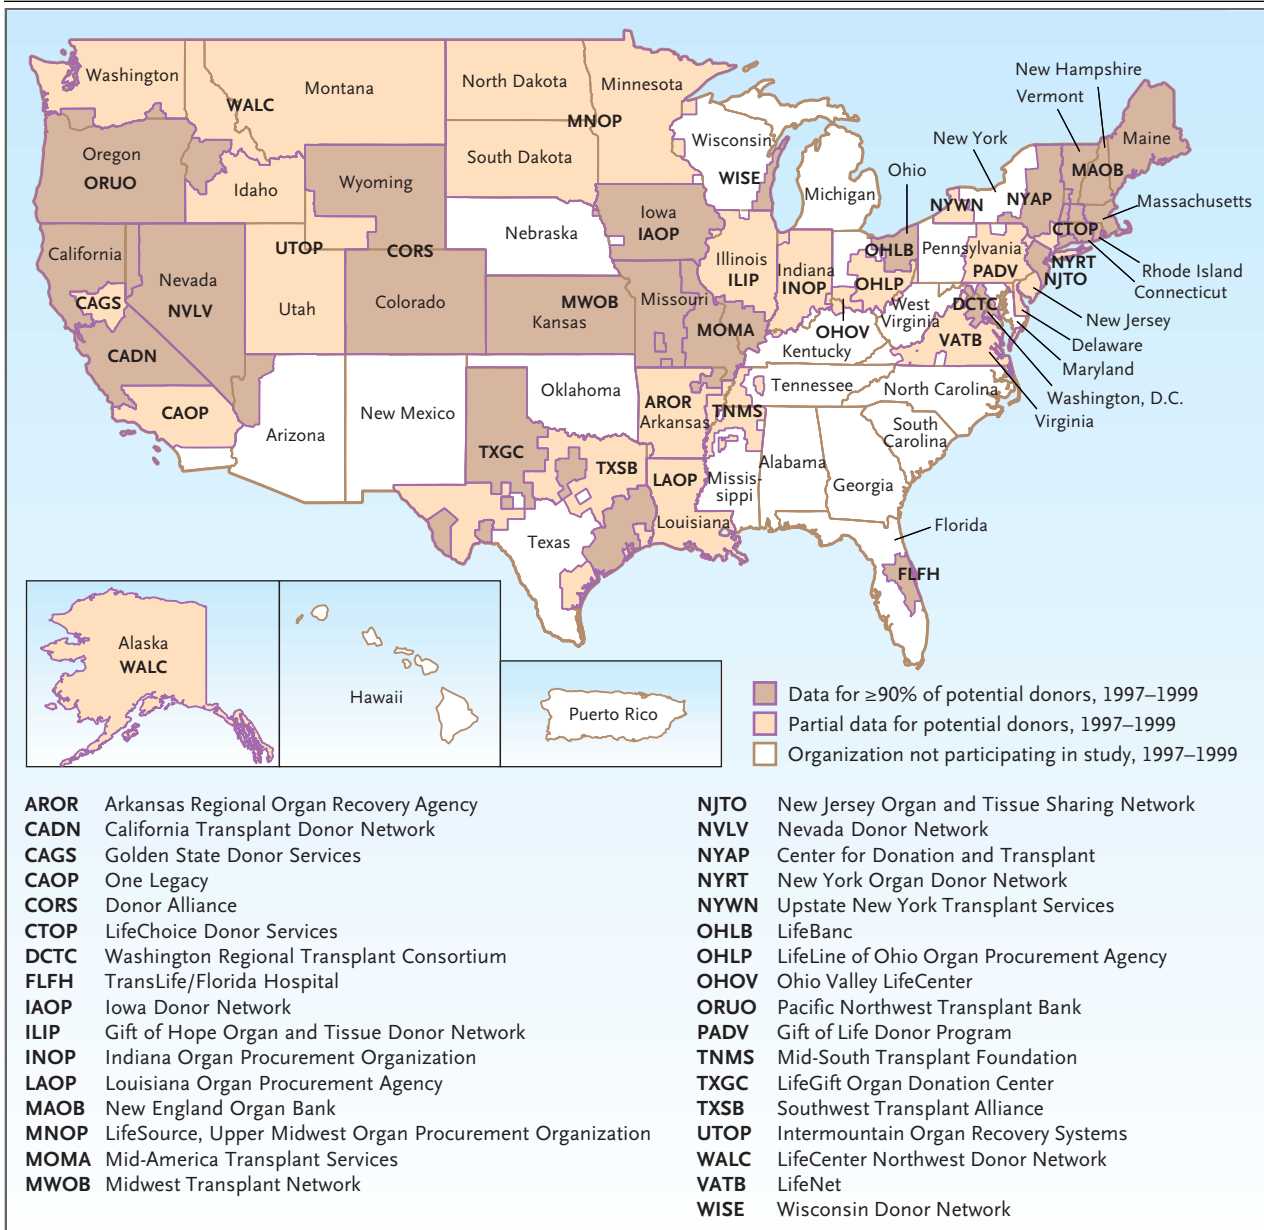 Washington
Montana
WALC
North Dakota
Minnesota
MNOP
South Dakota
Oregon
ORUO
Idaho
Wyoming
Wisconsin
WISE
Michigan
New Hampshire
Vermont
Maine
MAOB
New York
Ohio
NYWN
NYAP
Massachusetts
CTOP
Iowa
IAOP
Nebraska
California
Nevada
NVLV
UTOP
CORS
Utah
Colorado
CAGS
CADN
CAOP
MWOB
Kansas
Missouri
MOMA
Illinois
ILIP
Indiana
INOP
OHLB
OHLP
OHOV
Pennsylvania
PADV
NYRT
NJTO
Rhode Island
Connecticut
New Jersey
Delaware
Maryland
Washington, D.C.
Virginia
West
Virginia
DCTC
VATB
Kentucky
Tennessee
North Carolina
South
Carolina
Arizona
New Mexico
Oklahoma
TXGC
TXSB
AROR
Arkansas
TNMS
LAOP
Louisiana
Missis-
sippi
Alabama
Georgia
Texas
Florida
FLFH
Alaska
WALC
Hawaii
Puerto Rico
Data for ≥90% of potential donors, 1997–1999
Partial data for potential donors, 1997–1999
Organization not participating in study, 1997–1999
AROR Arkansas Regional Organ Recovery Agency
CADN California Transplant Donor Network
CAGS Golden State Donor Services
CAOP One Legacy
CORS Donor Alliance
CTOP LifeChoice Donor Services
DCTC Washington Regional Transplant Consortium
FLFH TransLife/Florida Hospital
IAOP Iowa Donor Network
ILIP Gift of Hope Organ and Tissue Donor Network
INOP Indiana Organ Procurement Organization
LAOP Louisiana Organ Procurement Agency
MAOB New England Organ Bank
MNOP LifeSource, Upper Midwest Organ Procurement Organization
MOMA Mid-America Transplant Services
MWOB Midwest Transplant Network
NJTO New Jersey Organ and Tissue Sharing Network
NVLV Nevada Donor Network
NYAP Center for Donation and Transplant
NYRT New York Organ Donor Network
NYWN Upstate New York Transplant Services
OHLB LifeBanc
OHLP LifeLine of Ohio Organ Procurement Agency
OHOV Ohio Valley LifeCenter
ORUO Pacific Northwest Transplant Bank
PADV Gift of Life Donor Program
TNMS Mid-South Transplant Foundation
TXGC LifeGift Organ Donation Center
TXSB Southwest Transplant Alliance
UTOP Intermountain Organ Recovery Systems
WALC LifeCenter Northwest Donor Network
VATB LifeNet
WISE Wisconsin Donor Network